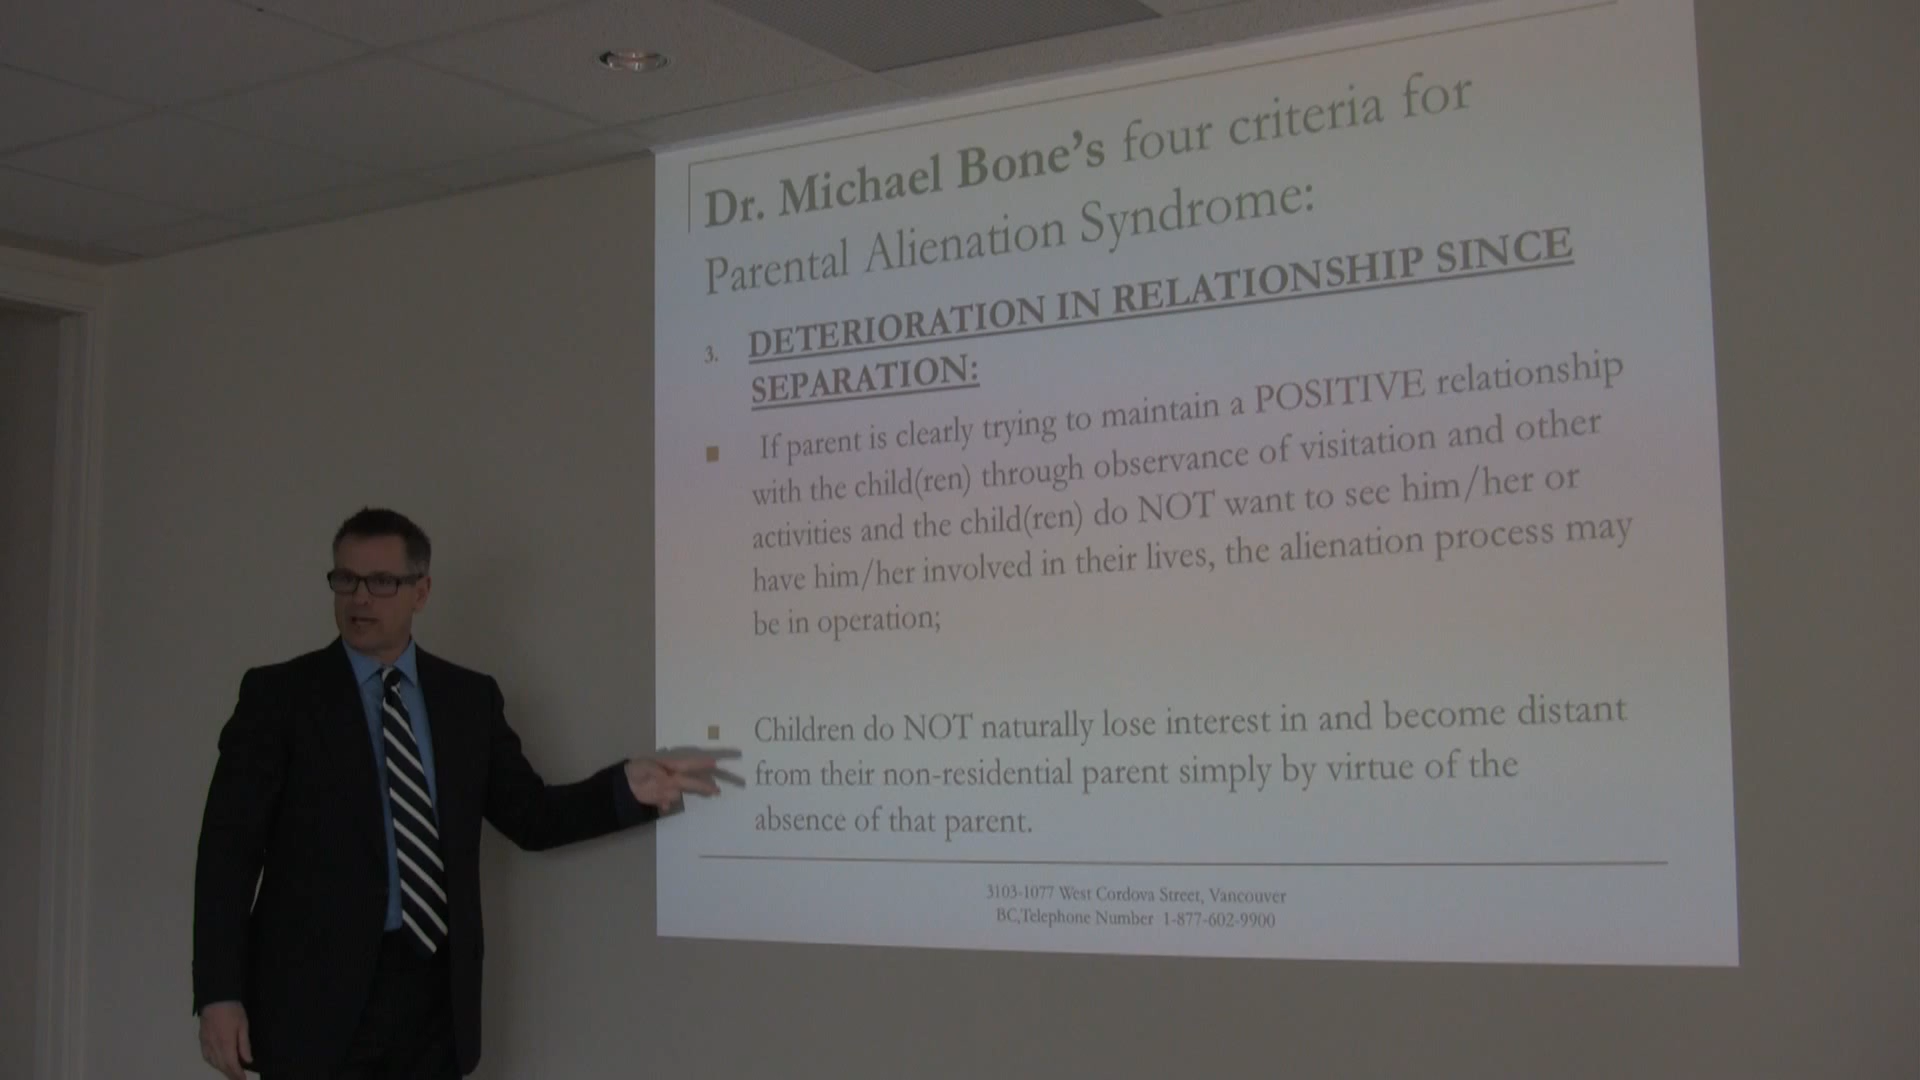 Dr. Michael Bone's four criteria for
Parental Alienation Syndrome:
3. DETERIORATION IN RELATIONSHIP SINCE
SEPARATION:
If parent is clearly trying to maintain a POSITIVE relationship
with the child(ren) through observance of visitation and other
activities and the child(ren) do NOT want to see him/her or
have him/her involved in their lives, the alienation process may
be in operation;
Children do NOT naturally lose interest in and become distant
from their non-residential parent simply by virtue of the
absence of that parent.
3103-1077 West Cordova Street, Vancouver
BC,Telephone Number 1-877-602-9900